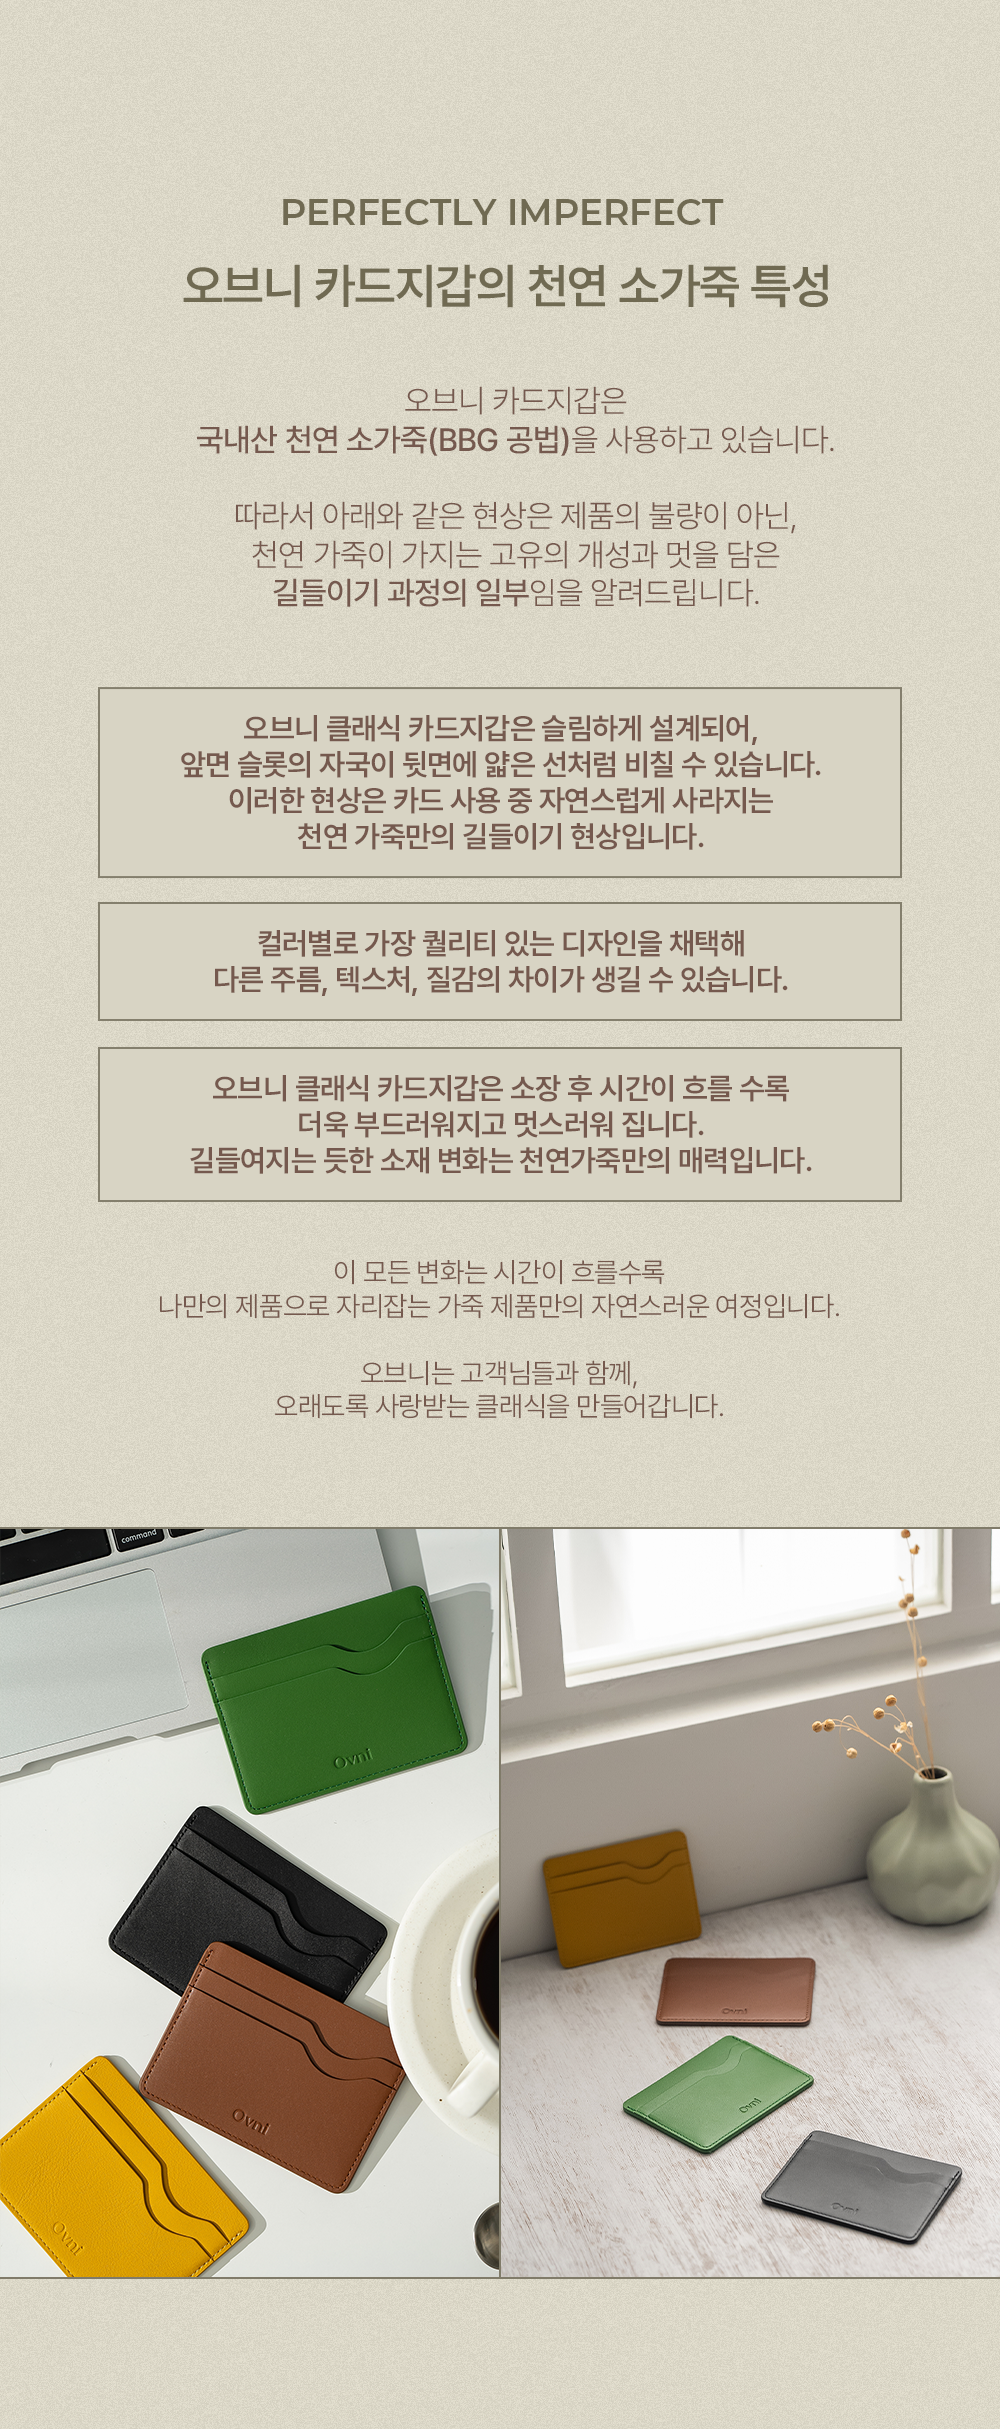 PERFECTLY IMPERFECT
오브니 카드지갑의 천연 소가죽 특성
오브니 카드지갑은
국내산 천연 소가죽(BBG 공법)을 사용하고 있습니다.
따라서 아래와 같은 현상은 제품의 불량이 아닌,
천연 가죽이 가지는 고유의 개성과 멋을 담은
길들이기 과정의 일부임을 알려드립니다.
오브니 클래식 카드지갑은 슬림하게 설계되어,
앞면 슬롯의 자국이 뒷면에 얇은 선처럼 비칠 수 있습니다.
이러한 현상은 카드 사용 중 자연스럽게 사라지는
천연 가죽만의 길들이기 현상입니다.
컬러별로 가장 퀄리티 있는 디자인을 채택해
다른 주름, 텍스처, 질감의 차이가 생길 수 있습니다.
오브니 클래식 카드지갑은 소장 후 시간이 흐를 수록
더욱 부드러워지고 멋스러워 집니다.
길들여지는 듯한 소재 변화는 천연가죽만의 매력입니다.
이 모든 변화는 시간이 흐를수록
나만의 제품으로 자리잡는 가죽 제품만의 자연스러운 여정입니다.
오브니는 고객님들과 함께,
오래도록 사랑받는 클래식을 만들어갑니다.
command
Ovni
Ovni
Ovni
Ovni
Ovni
Ovni